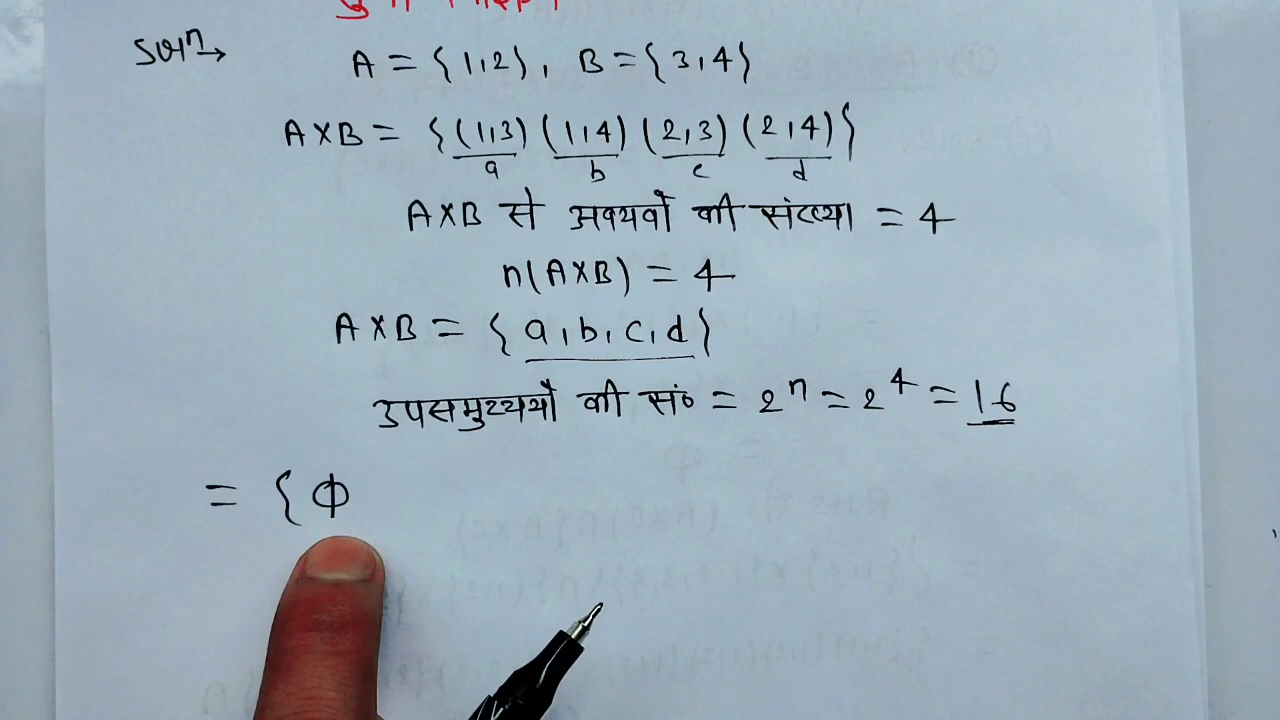 Solⁿ→ A = {1,2}, B = {3,4}
A×B = {(1,3) (1,4) (2,3) (2,4)}
a b c d
A×B से अवयवों की संख्या = 4
n(A×B) = 4
A×B = {a,b,c,d}
उपसमुच्चयों की सं० = 2ⁿ = 2⁴ = 16
= {Φ